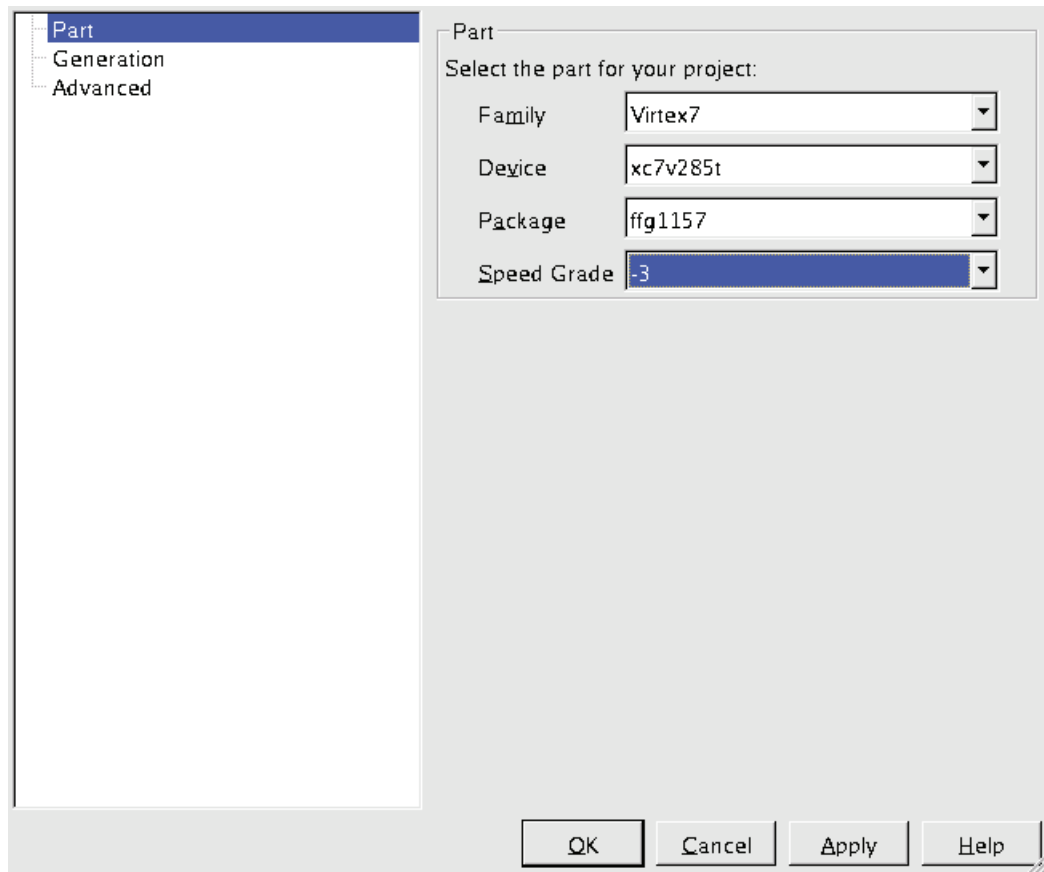 Part
Generation
Advanced
Part
Select the part for your project:
Family Virtex7
Device xc7v285t
Package ffg1157
Speed Grade -3
OK Cancel Apply Help